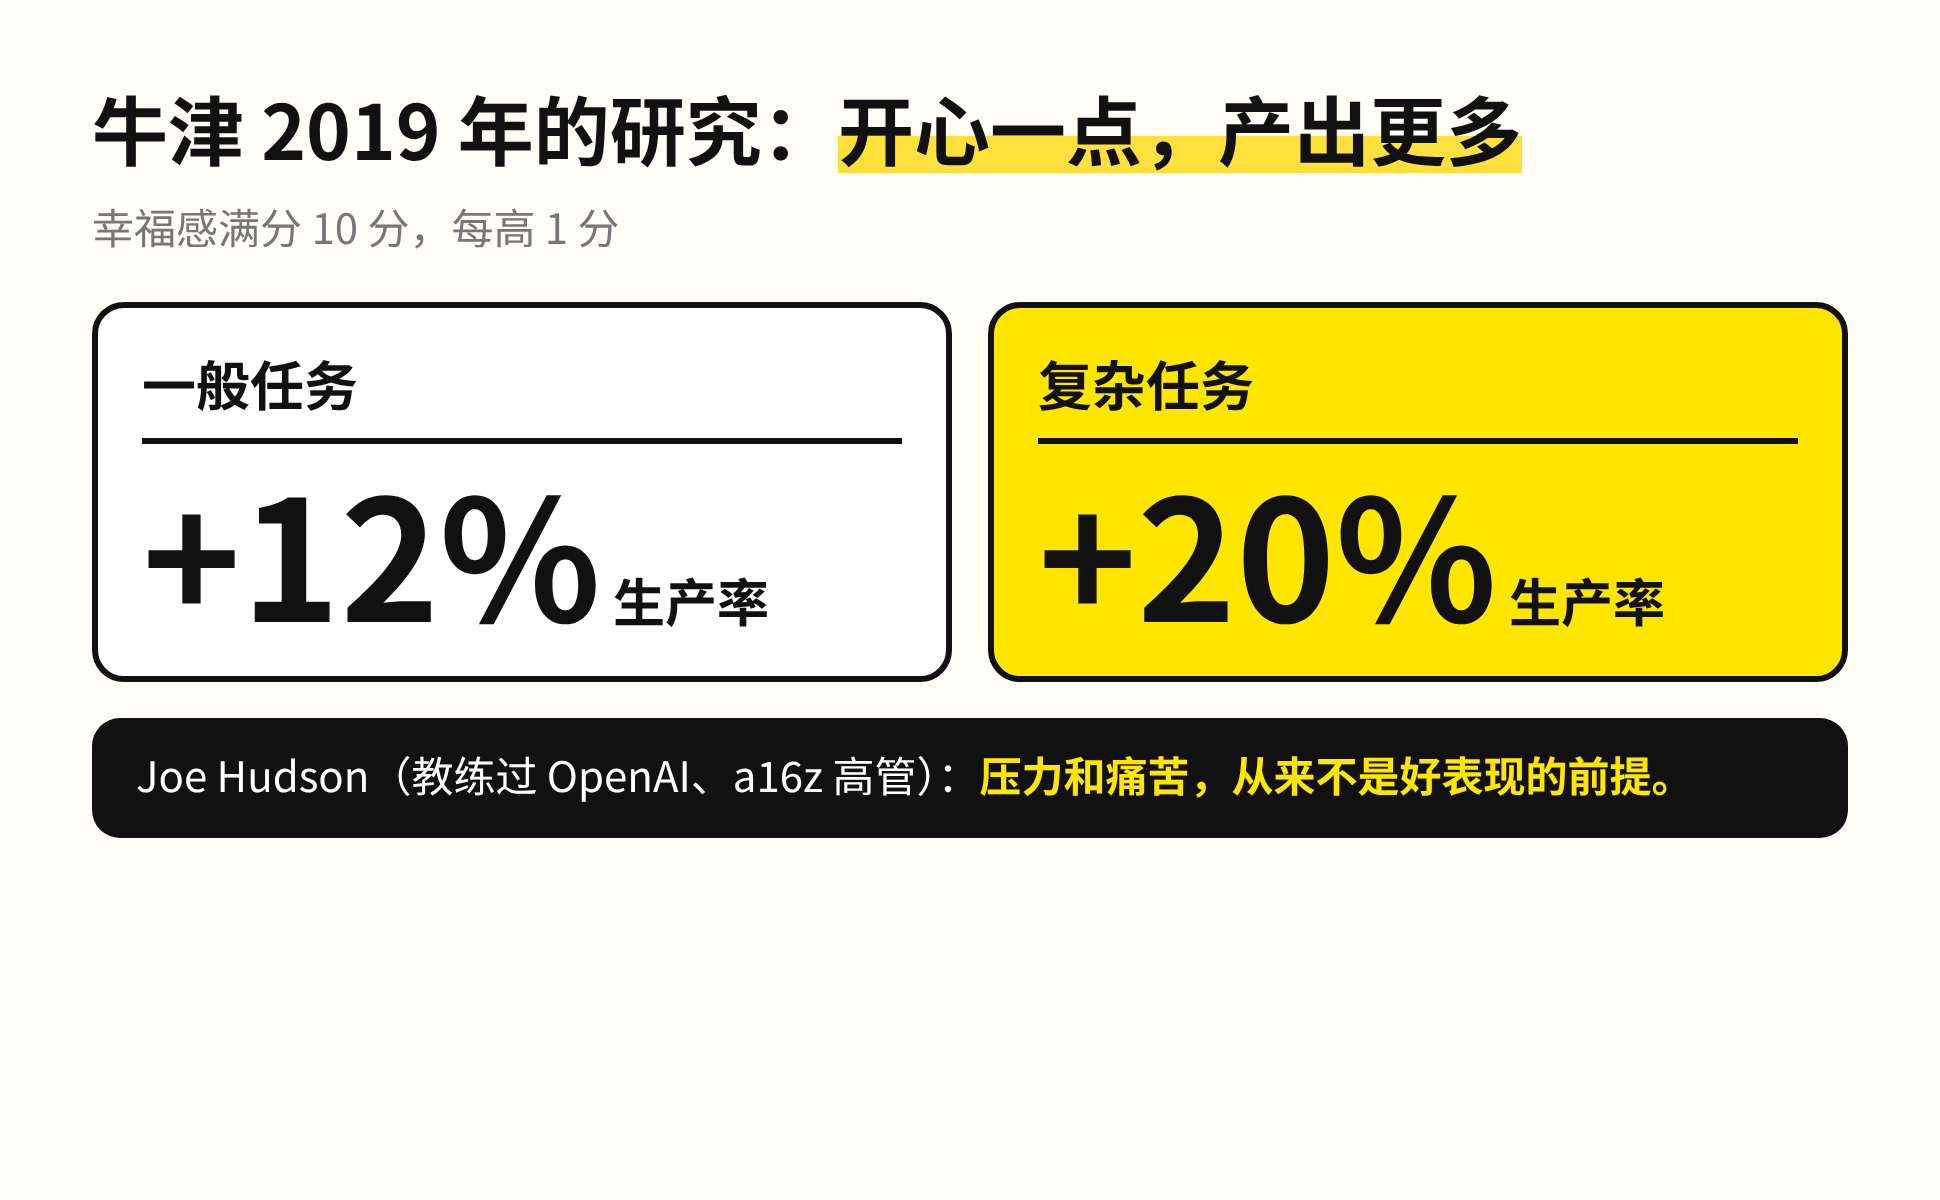 牛津 2019 年的研究：开心一点，产出更多
幸福感满分 10 分，每高 1 分
一般任务
+12% 生产率
复杂任务
+20% 生产率
Joe Hudson（教练过 OpenAI、a16z 高管）：压力和痛苦，从来不是好表现的前提。